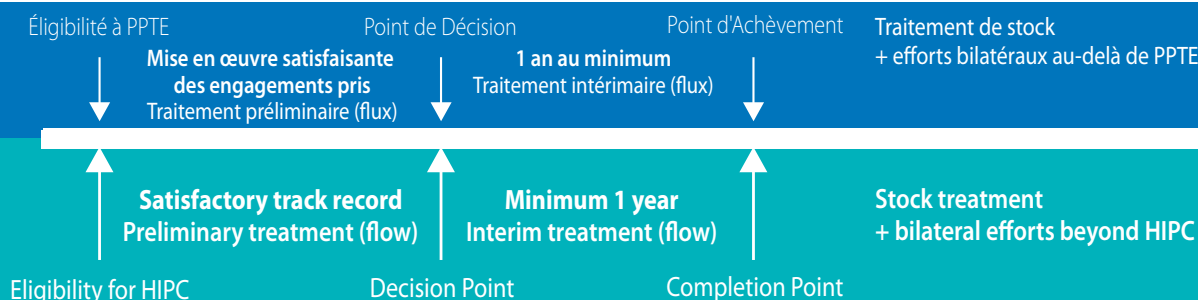 Éligibilité à PPTE
Point de Décision
Point d'Achèvement
Traitement de stock
+ efforts bilatéraux au-delà de PPTE
Mise en œuvre satisfaisante
des engagements pris
Traitement préliminaire (flux)
1 an au minimum
Traitement intérimaire (flux)
Satisfactory track record
Preliminary treatment (flow)
Minimum 1 year
Interim treatment (flow)
Stock treatment
+ bilateral efforts beyond HIPC
Eligibility for HIPC
Decision Point
Completion Point